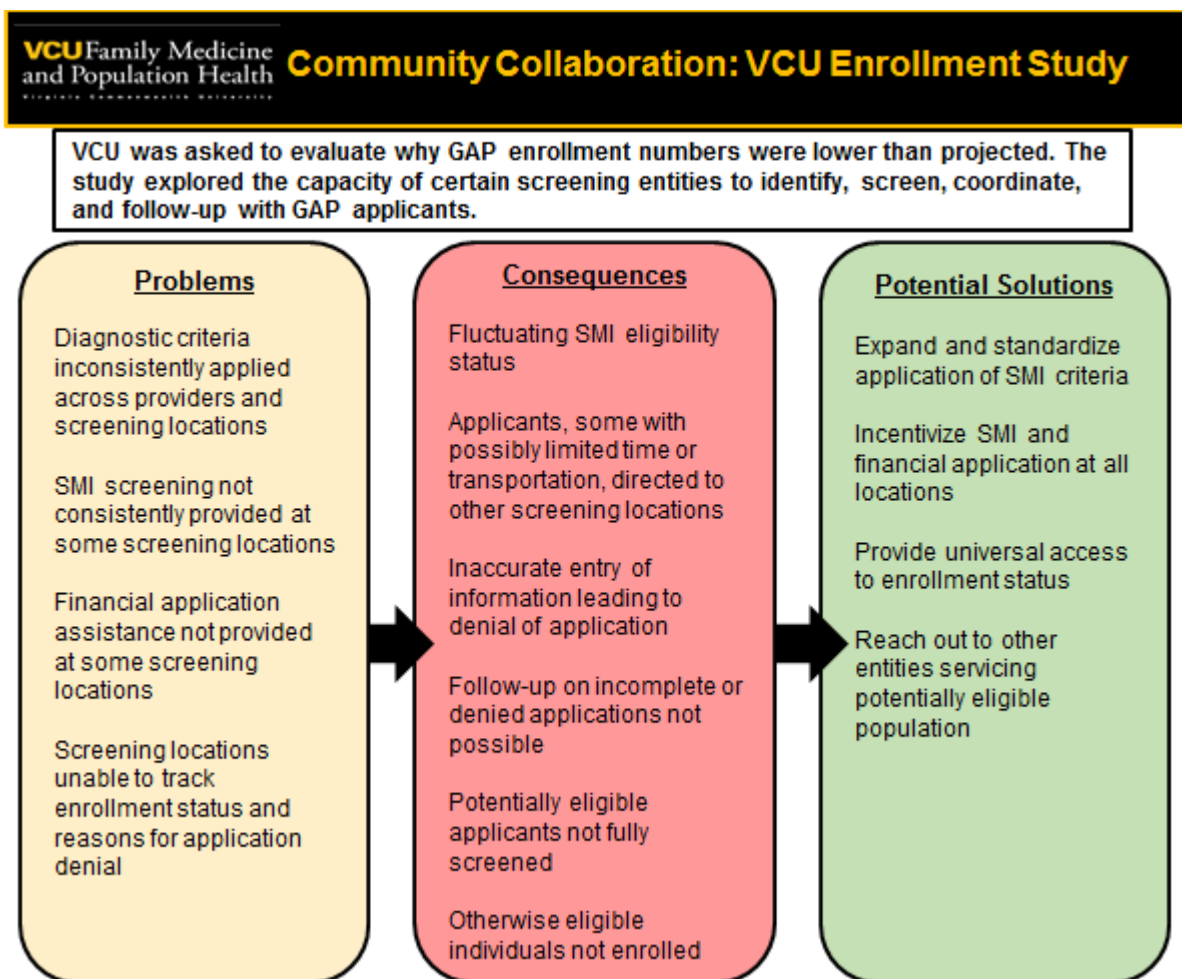 VCU Family Medicine
and Population Health
Virginia Commonwealth University
Community Collaboration: VCU Enrollment Study
VCU was asked to evaluate why GAP enrollment numbers were lower than projected. The
study explored the capacity of certain screening entities to identify, screen, coordinate,
and follow-up with GAP applicants.
Problems
Diagnostic criteria
inconsistently applied
across providers and
screening locations
SMI screening not
consistently provided at
some screening locations
Financial application
assistance not provided
at some screening
locations
Screening locations
unable to track
enrollment status and
reasons for application
denial
Consequences
Fluctuating SMI eligibility
status
Applicants, some with
possibly limited time or
transportation, directed to
other screening locations
Inaccurate entry of
information leading to
denial of application
Follow-up on incomplete or
denied applications not
possible
Potentially eligible
applicants not fully
screened
Otherwise eligible
individuals not enrolled
Potential Solutions
Expand and standardize
application of SMI criteria
Incentivize SMI and
financial application at all
locations
Provide universal access
to enrollment status
Reach out to other
entities servicing
potentially eligible
population